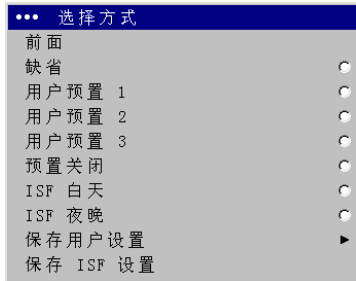 ••• 选择方式
前面
缺省
用户预置 1
用户预置 2
用户预置 3
预置关闭
ISF 白天
ISF 夜晚
保存用户设置
保存 ISF 设置